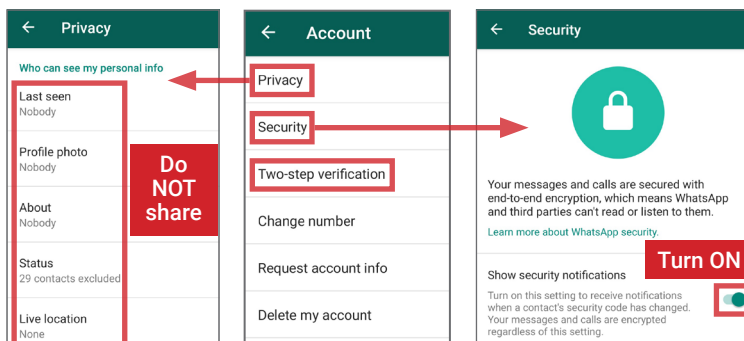 Privacy
Who can see my personal info
Last seen
Nobody
Profile photo
Nobody
About
Nobody
Status
29 contacts excluded
Live location
None
Do
NOT
share
Account
Privacy
Security
Two-step verification
Change number
Request account info
Delete my account
Security
Your messages and calls are secured with
end-to-end encryption, which means WhatsApp
and third parties can't read or listen to them.
Learn more about WhatsApp security.
Turn ON
Show security notifications
Turn on this setting to receive notifications
when a contact's security code has changed.
Your messages and calls are encrypted
regardless of this setting.